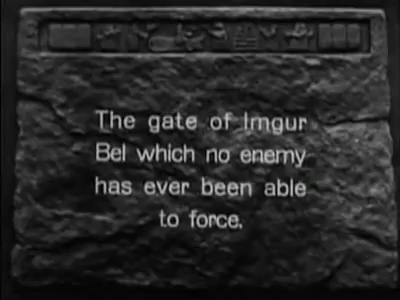 The gate of Imgur
Bel which no enemy
has ever been able
to force.